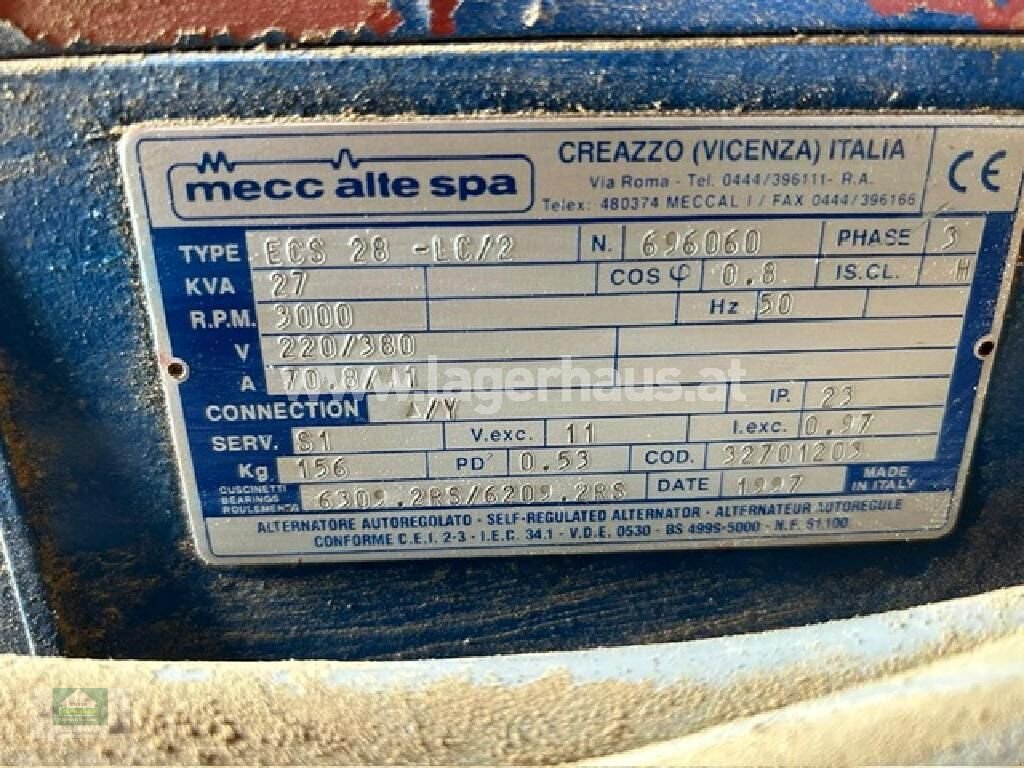 mecc alte spa
CREAZZO (VICENZA) ITALIA
Via Roma - Tel. 0444/396111 - R.A.
Telex: 480374 MECCAL I / FAX 0444/396166
CE
TYPE ECS 28 -LC/2 N. 696060 PHASE 3
KVA 27 COS φ 0.8 IS.CL. H
R.P.M. 3000 Hz 50
V 220/380
A 70.8/41
www.lagerhaus.at
CONNECTION Δ/Y IP. 23
SERV. S1 V.exc. 11 I.exc. 0.97
Kg 156 PD² 0.53 COD. 32701203
CUSCINETTI BEARINGS ROULEMENTS 6309.2RS/6209.2RS DATE 1997 MADE IN ITALY
ALTERNATORE AUTOREGOLATO - SELF-REGULATED ALTERNATOR - ALTERNATEUR AUTOREGULE
CONFORME C.E.I. 2-3 - I.E.C. 34.1 - V.D.E. 0530 - BS 4999-5000 - N.F. 51.100